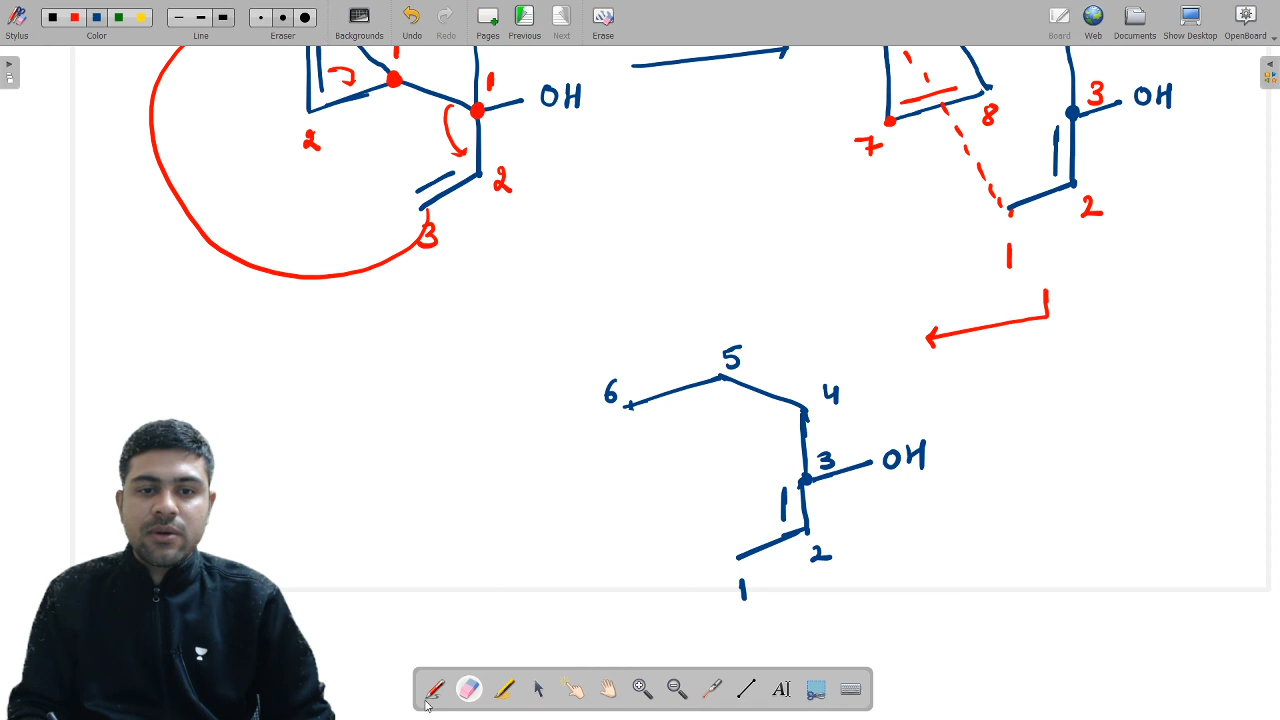 Stylus
Color
Line
Eraser
Backgrounds
Undo
Redo
Pages
Previous
Next
Erase
Board
Web
Documents
Show Desktop
OpenBoard
1
1
OH
2
2
3
3
OH
8
7
2
1
5
6
4
3
OH
2
1
AI